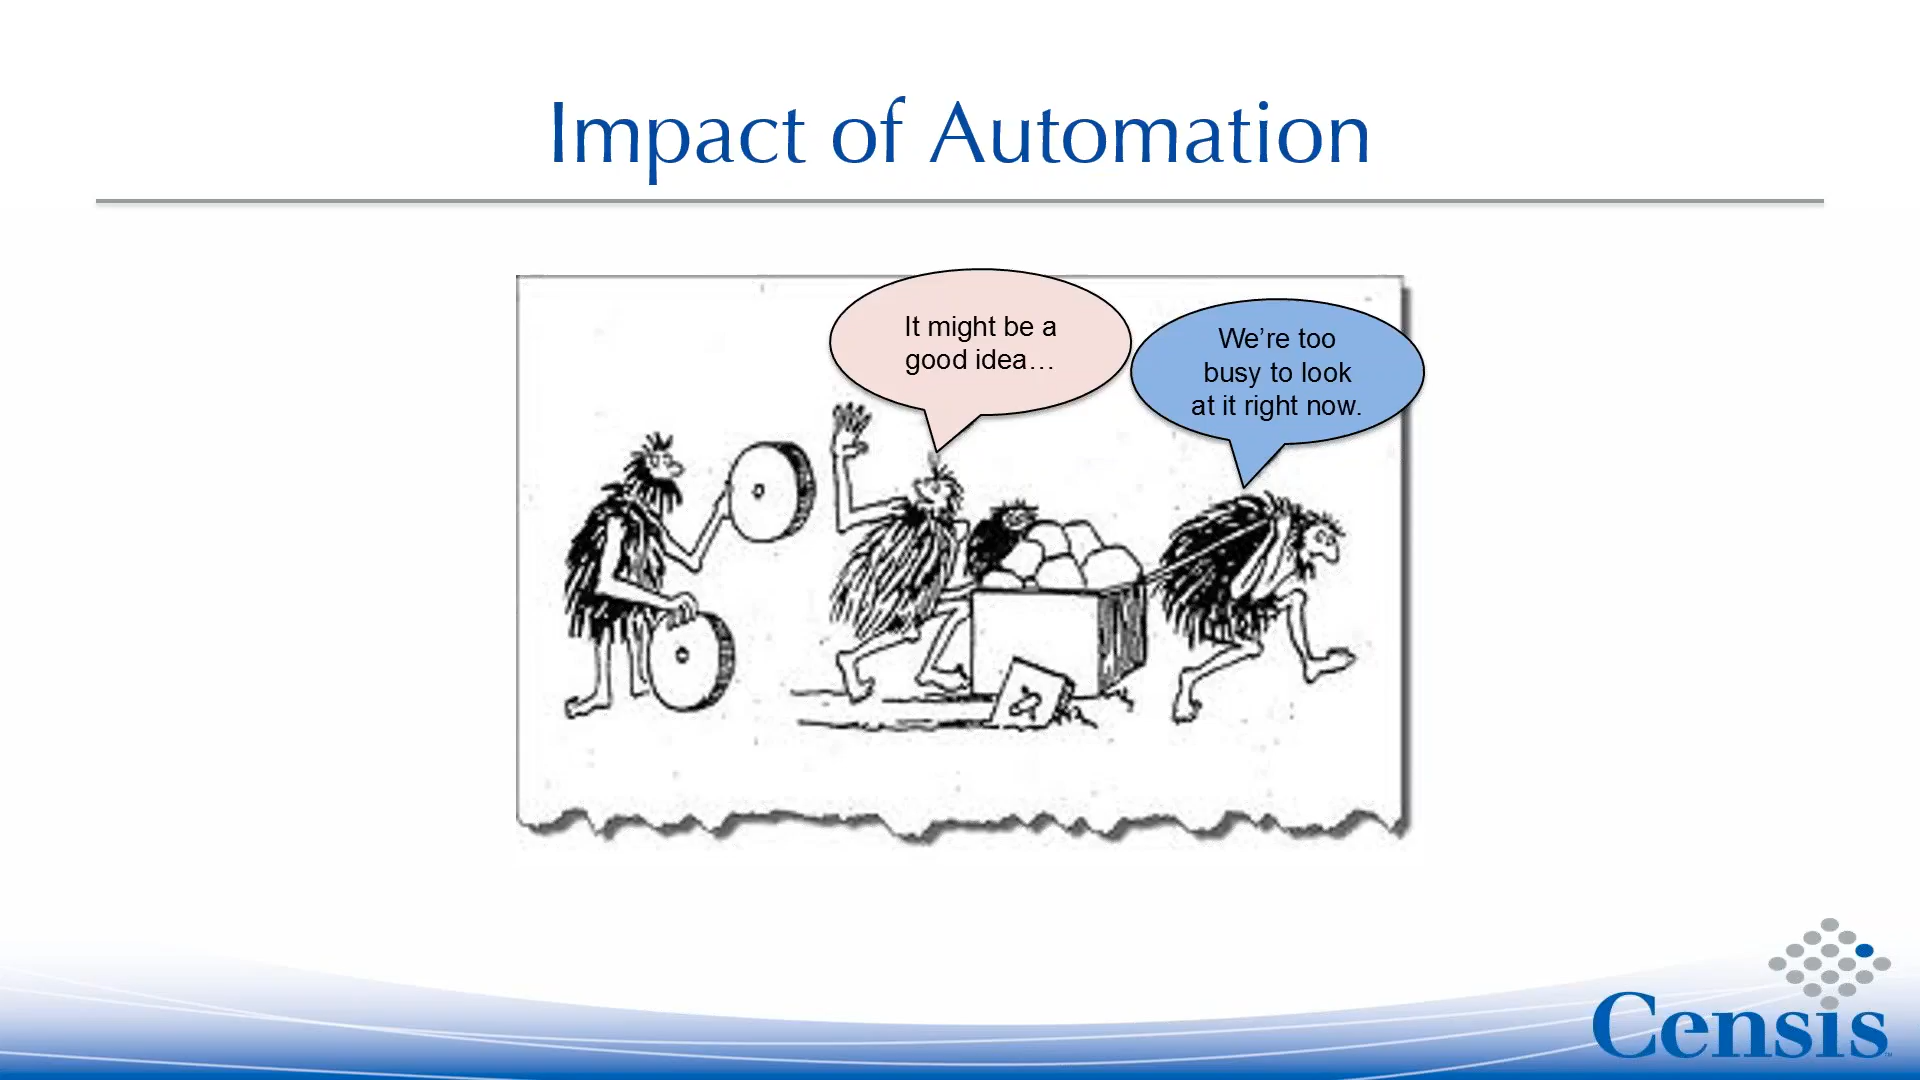 Impact of Automation
It might be a
good idea…
We’re too
busy to look
at it right now.
Censis